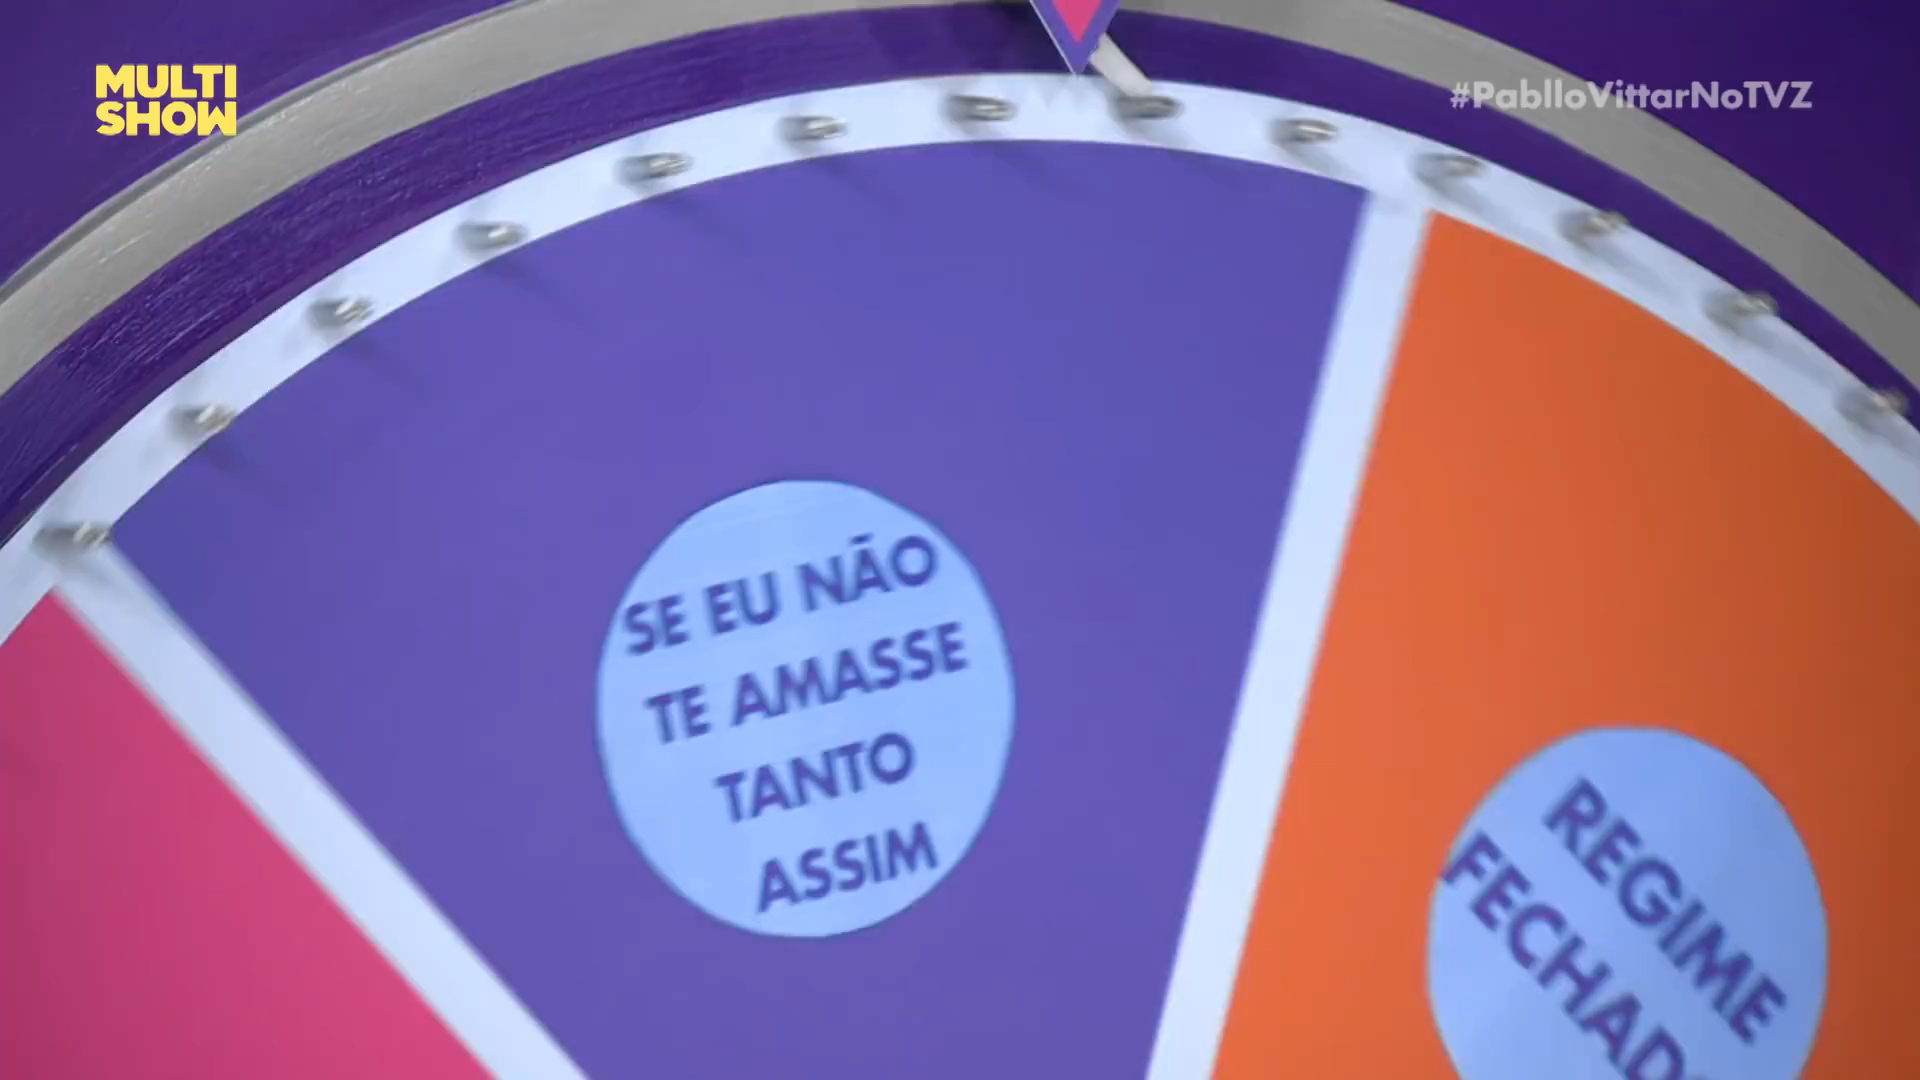 MULTI
SHOW
#PablloVittarNoTVZ
SE EU NÃO
TE AMASSE
TANTO
ASSIM
REGIME